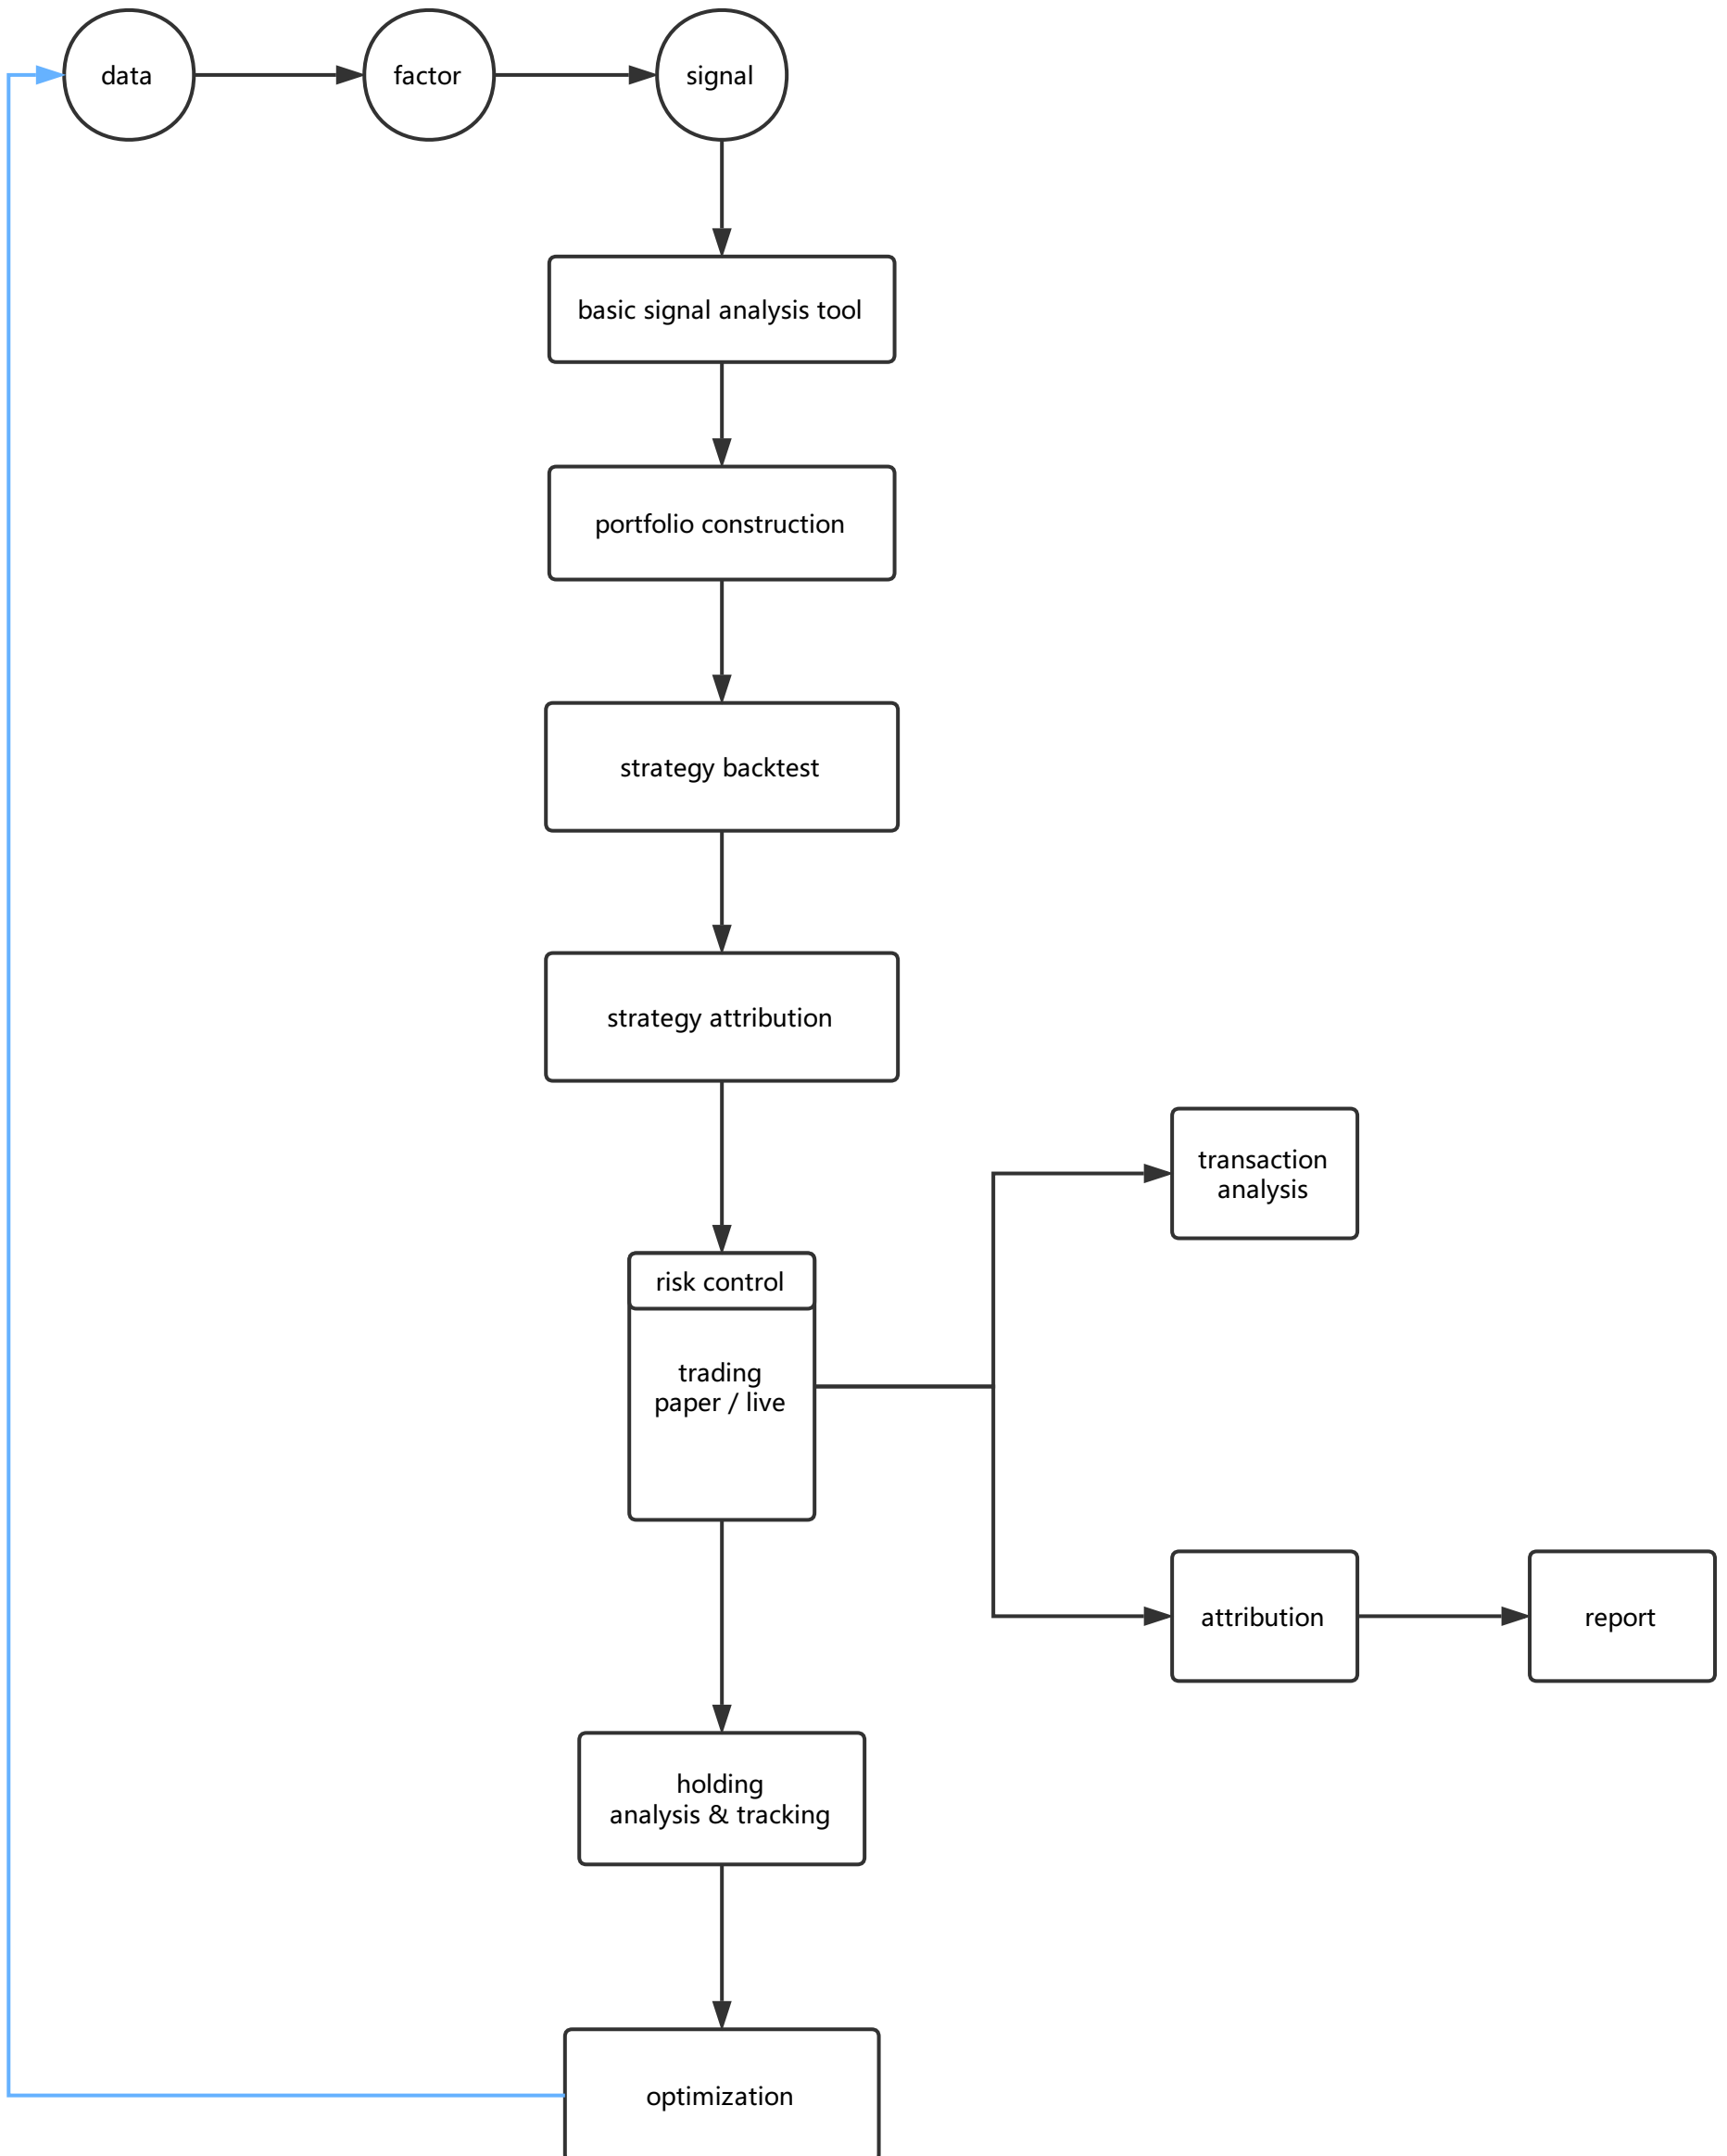 data
factor
signal
basic signal analysis tool
portfolio construction
strategy backtest
strategy attribution
transaction
analysis
risk control
trading
paper / live
attribution
report
holding
analysis & tracking
optimization